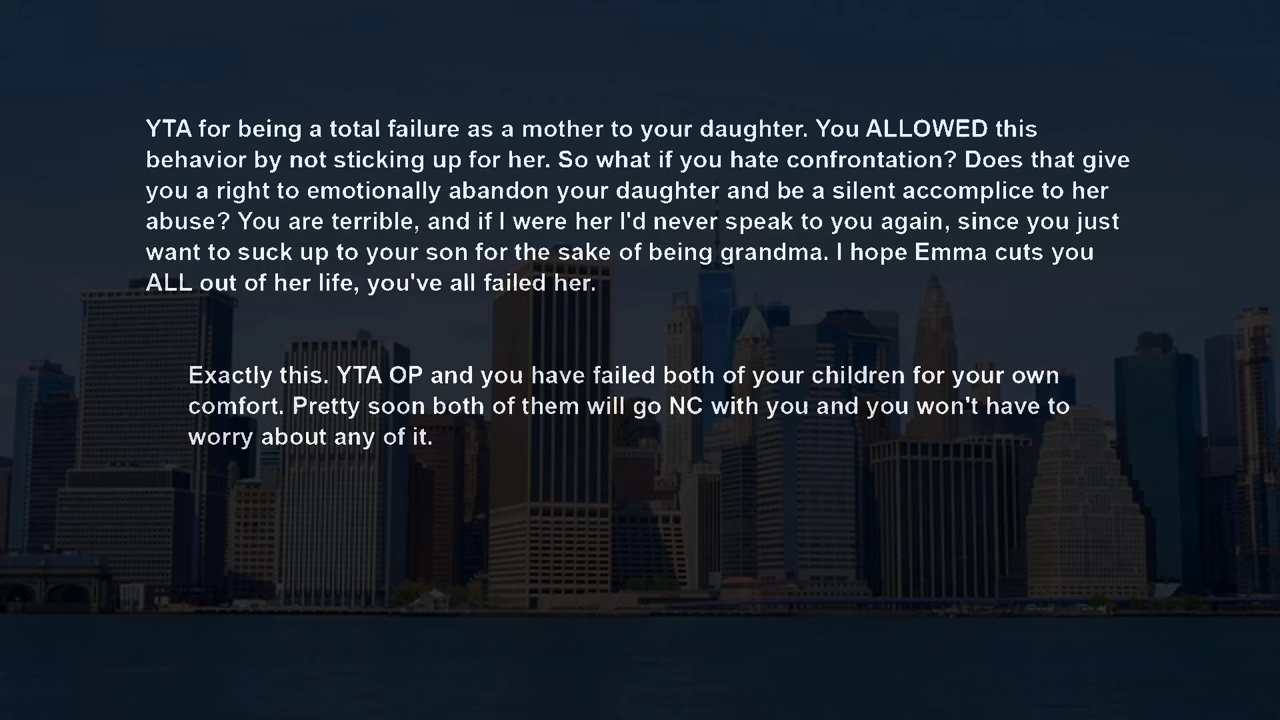 YTA for being a total failure as a mother to your daughter. You ALLOWED this
behavior by not sticking up for her. So what if you hate confrontation? Does that give
you a right to emotionally abandon your daughter and be a silent accomplice to her
abuse? You are terrible, and if I were her I'd never speak to you again, since you just
want to suck up to your son for the sake of being grandma. I hope Emma cuts you
ALL out of her life, you've all failed her.
Exactly this. YTA OP and you have failed both of your children for your own
comfort. Pretty soon both of them will go NC with you and you won't have to
worry about any of it.